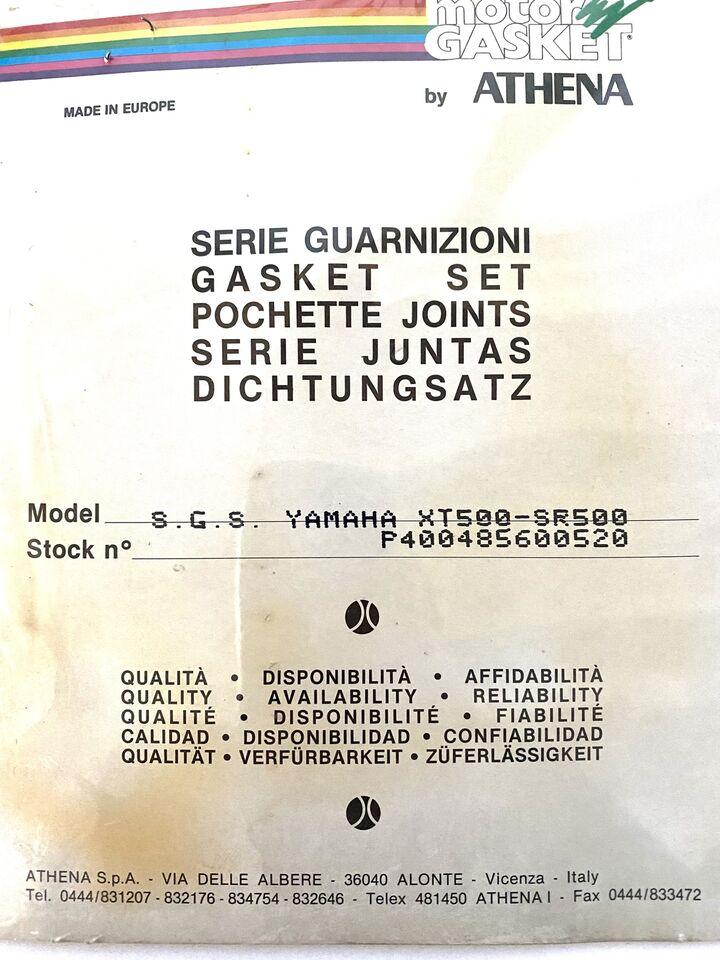 motor
GASKET®
by ATHENA
MADE IN EUROPE
SERIE GUARNIZIONI
GASKET SET
POCHETTE JOINTS
SERIE JUNTAS
DICHTUNGSATZ
Model S.G.S. YAMAHA XT500-SR500
Stock n° P400485600520
QUALITÀ • DISPONIBILITÀ • AFFIDABILITÀ
QUALITY • AVAILABILITY • RELIABILITY
QUALITÉ • DISPONIBILITÉ • FIABILITÉ
CALIDAD • DISPONIBILIDAD • CONFIABILIDAD
QUALITÄT • VERFÜRBARKEIT • ZÜFERLÄSSIGKEIT
ATHENA S.p.A. - VIA DELLE ALBERE - 36040 ALONTE - Vicenza - Italy
Tel. 0444/831207 - 832176 - 834754 - 832646 - Telex 481450 ATHENA I - Fax 0444/833472